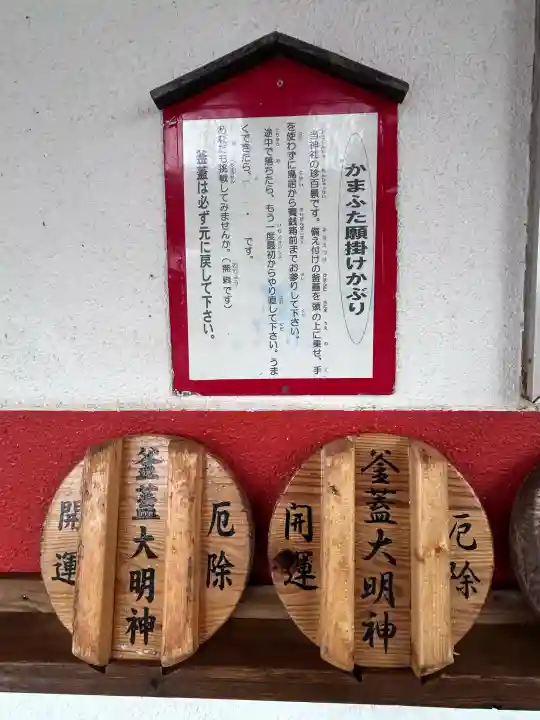 かまふた願掛けかぶり
当神社の珍百景です。備え付けの釜蓋を頭の上に乗せ、手
を使わずに鳥居から賽銭箱前までお参りして下さい。
途中で落ちたら、もう一度最初からやり直して下さい。うま
くできたら、 です。
あなたも挑戦してみませんか。(無料です)
釜蓋は必ず元に戻して下さい。
厄除
釜蓋大明神
開運
厄除
釜蓋大明神
開運